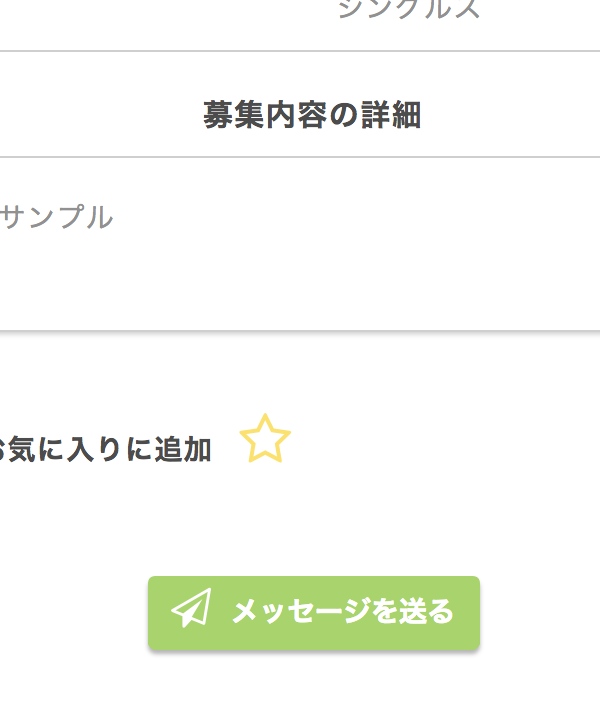 シングルス
募集内容の詳細
サンプル
お気に入りに追加
メッセージを送る